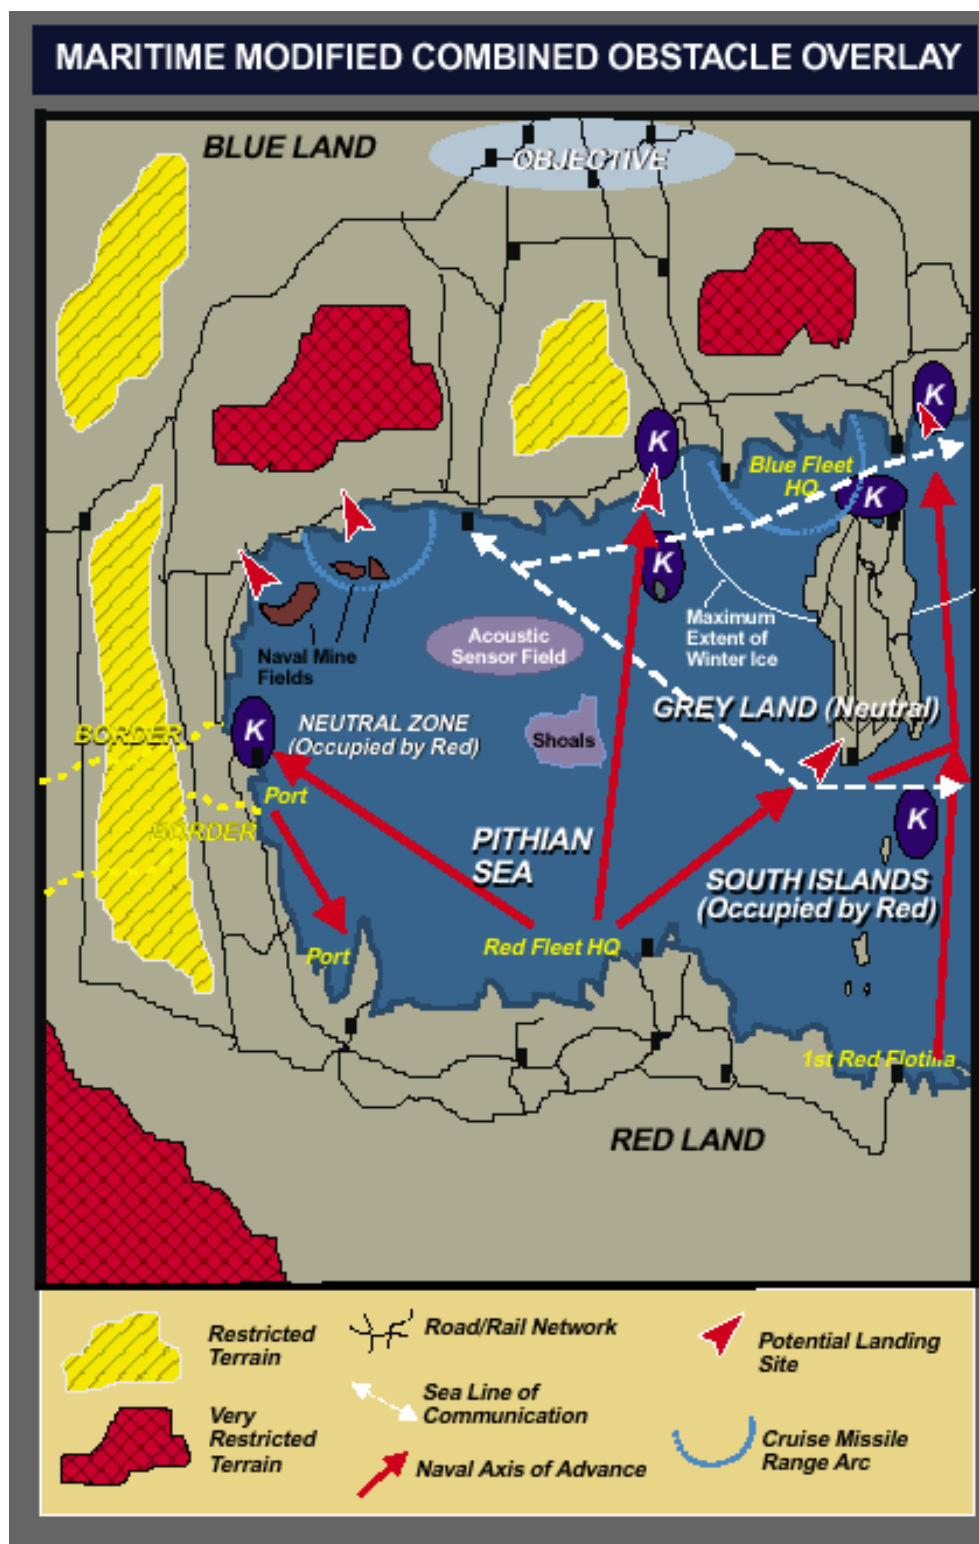 MARITIME MODIFIED COMBINED OBSTACLE OVERLAY
BLUE LAND
OBJECTIVE
K
K
Blue Fleet
HQ
K
K
Maximum
Extent of
Winter Ice
Acoustic
Sensor Field
Naval Mine
Fields
GREY LAND (Neutral)
K
NEUTRAL ZONE
(Occupied by Red)
Shoals
BORDER
Port
BORDER
K
PITHIAN
SEA
SOUTH ISLANDS
(Occupied by Red)
Port
Red Fleet HQ
1st Red Flotilla
RED LAND
Restricted
Terrain
Road/Rail Network
Potential Landing
Site
Sea Line of
Communication
Very
Restricted
Terrain
Naval Axis of Advance
Cruise Missile
Range Arc